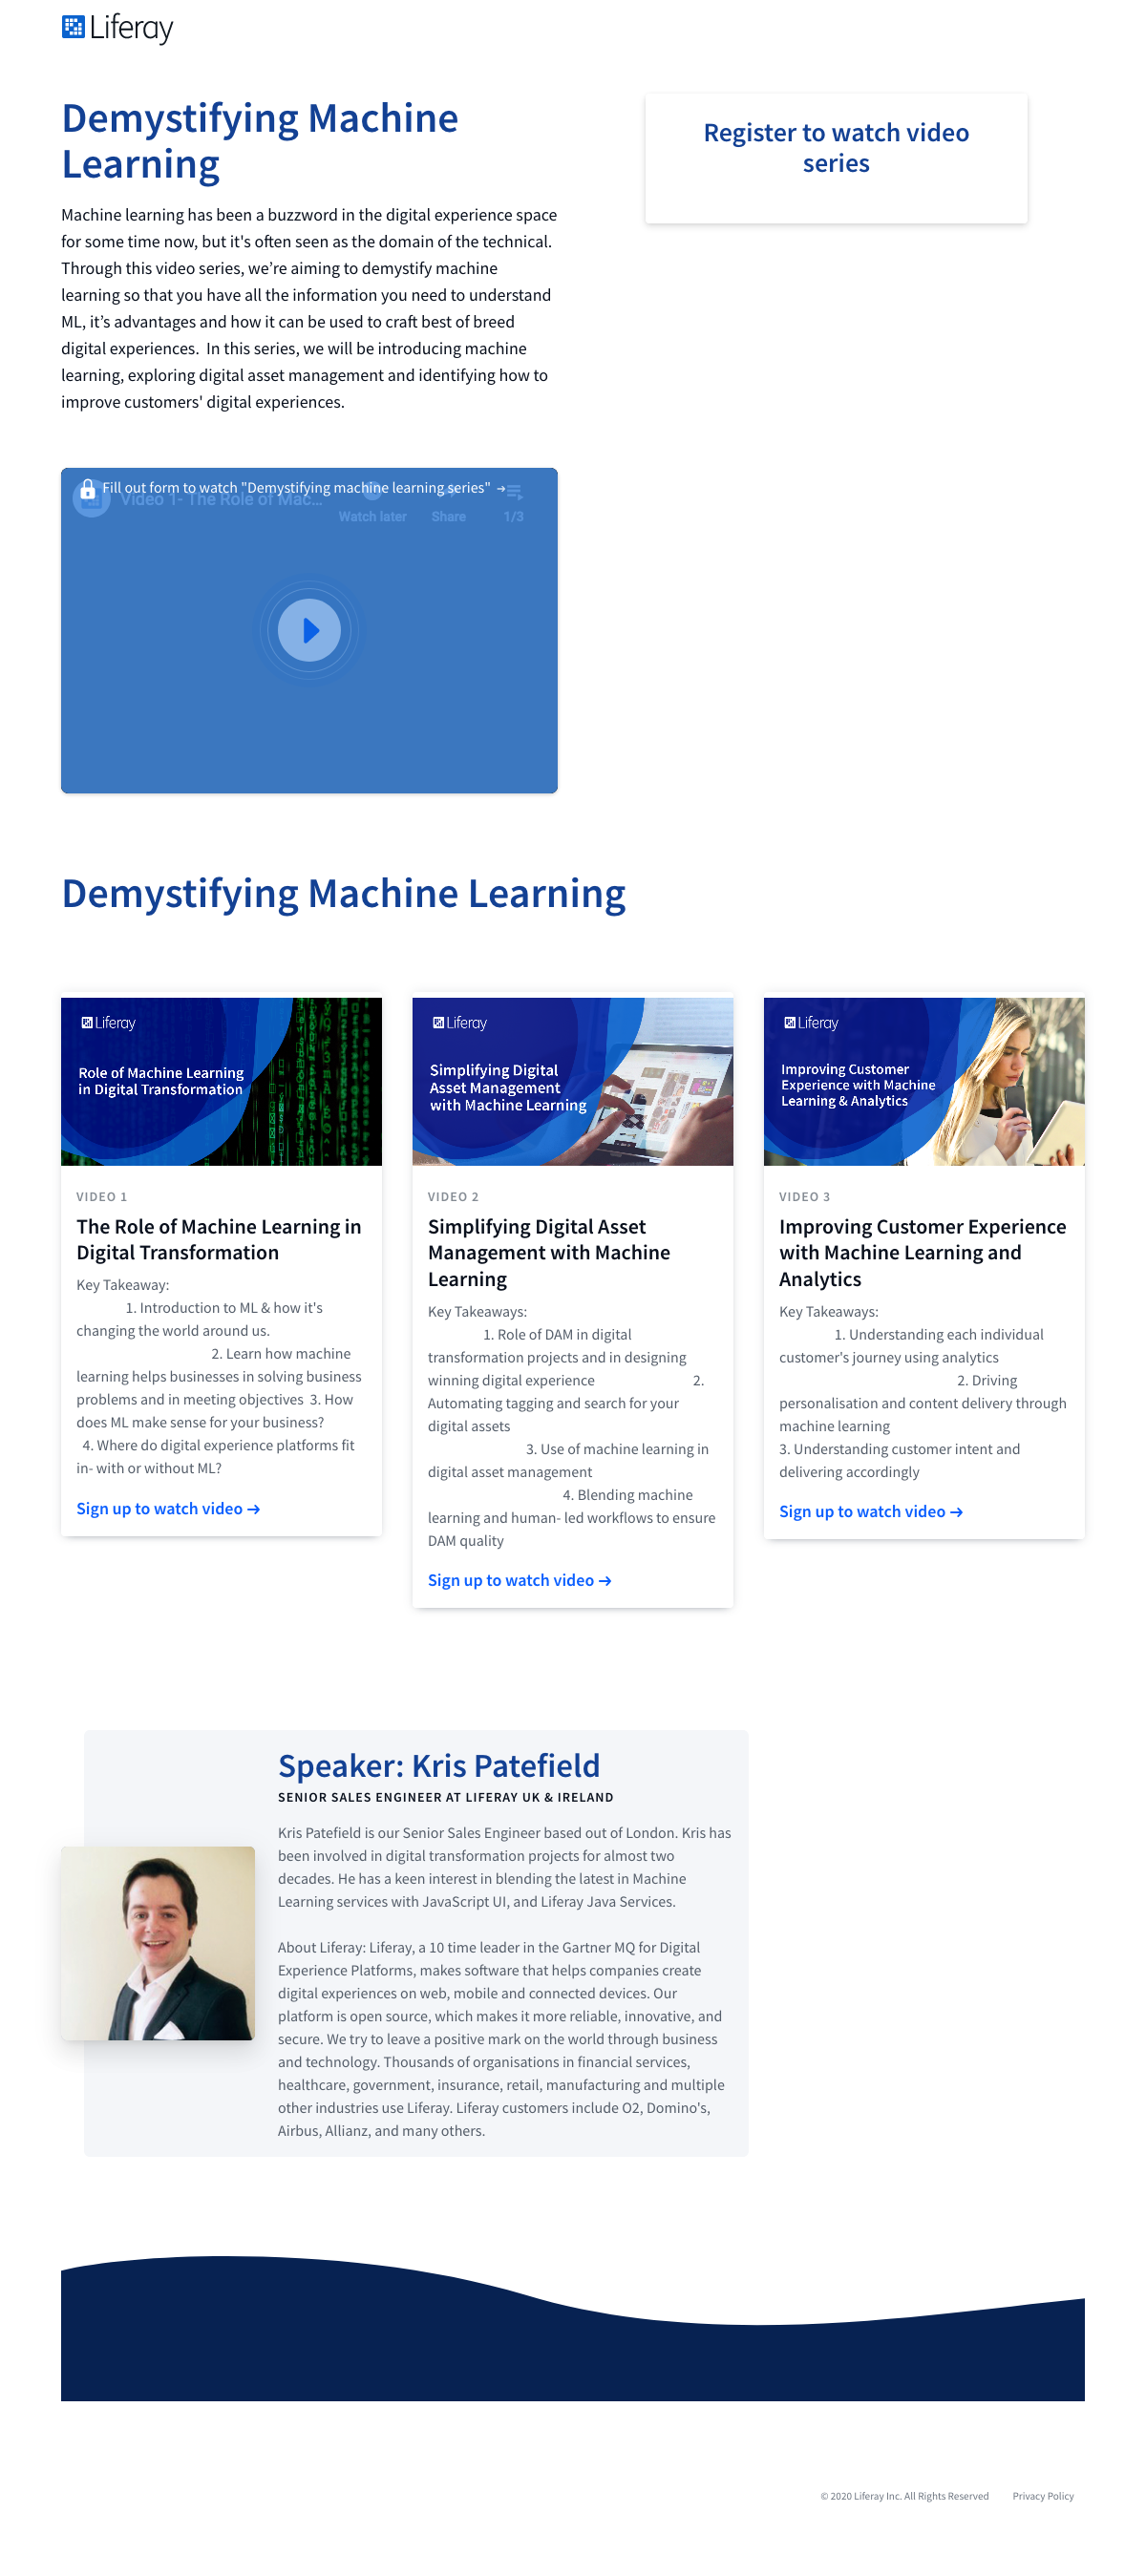 Liferay
Demystifying Machine
Learning
Machine learning has been a buzzword in the digital experience space
for some time now, but it's often seen as the domain of the technical.
Through this video series, we’re aiming to demystify machine
learning so that you have all the information you need to understand
ML, it’s advantages and how it can be used to craft best of breed
digital experiences.  In this series, we will be introducing machine
learning, exploring digital asset management and identifying how to
improve customers' digital experiences.
Register to watch video
series
Fill out form to watch "Demystifying machine learning series" →
Video 1- The Role of Mac...
Watch later
Share
1/3
Demystifying Machine Learning
Liferay
Role of Machine Learning
in Digital Transformation
VIDEO 1
The Role of Machine Learning in
Digital Transformation
Key Takeaway:
1. Introduction to ML & how it's
changing the world around us.
2. Learn how machine
learning helps businesses in solving business
problems and in meeting objectives  3. How
does ML make sense for your business?
4. Where do digital experience platforms fit
in- with or without ML?
Sign up to watch video →
Liferay
Simplifying Digital
Asset Management
with Machine Learning
VIDEO 2
Simplifying Digital Asset
Management with Machine
Learning
Key Takeaways:
1. Role of DAM in digital
transformation projects and in designing
winning digital experience 2.
Automating tagging and search for your
digital assets
3. Use of machine learning in
digital asset management
4. Blending machine
learning and human- led workflows to ensure
DAM quality
Sign up to watch video →
Liferay
Improving Customer
Experience with Machine
Learning & Analytics
VIDEO 3
Improving Customer Experience
with Machine Learning and
Analytics
Key Takeaways:
1. Understanding each individual
customer's journey using analytics
2. Driving
personalisation and content delivery through
machine learning
3. Understanding customer intent and
delivering accordingly
Sign up to watch video →
Speaker: Kris Patefield
SENIOR SALES ENGINEER AT LIFERAY UK & IRELAND
Kris Patefield is our Senior Sales Engineer based out of London. Kris has
been involved in digital transformation projects for almost two
decades. He has a keen interest in blending the latest in Machine
Learning services with JavaScript UI, and Liferay Java Services.
About Liferay: Liferay, a 10 time leader in the Gartner MQ for Digital
Experience Platforms, makes software that helps companies create
digital experiences on web, mobile and connected devices. Our
platform is open source, which makes it more reliable, innovative, and
secure. We try to leave a positive mark on the world through business
and technology. Thousands of organisations in financial services,
healthcare, government, insurance, retail, manufacturing and multiple
other industries use Liferay. Liferay customers include O2, Domino's,
Airbus, Allianz, and many others.
© 2020 Liferay Inc. All Rights Reserved
Privacy Policy